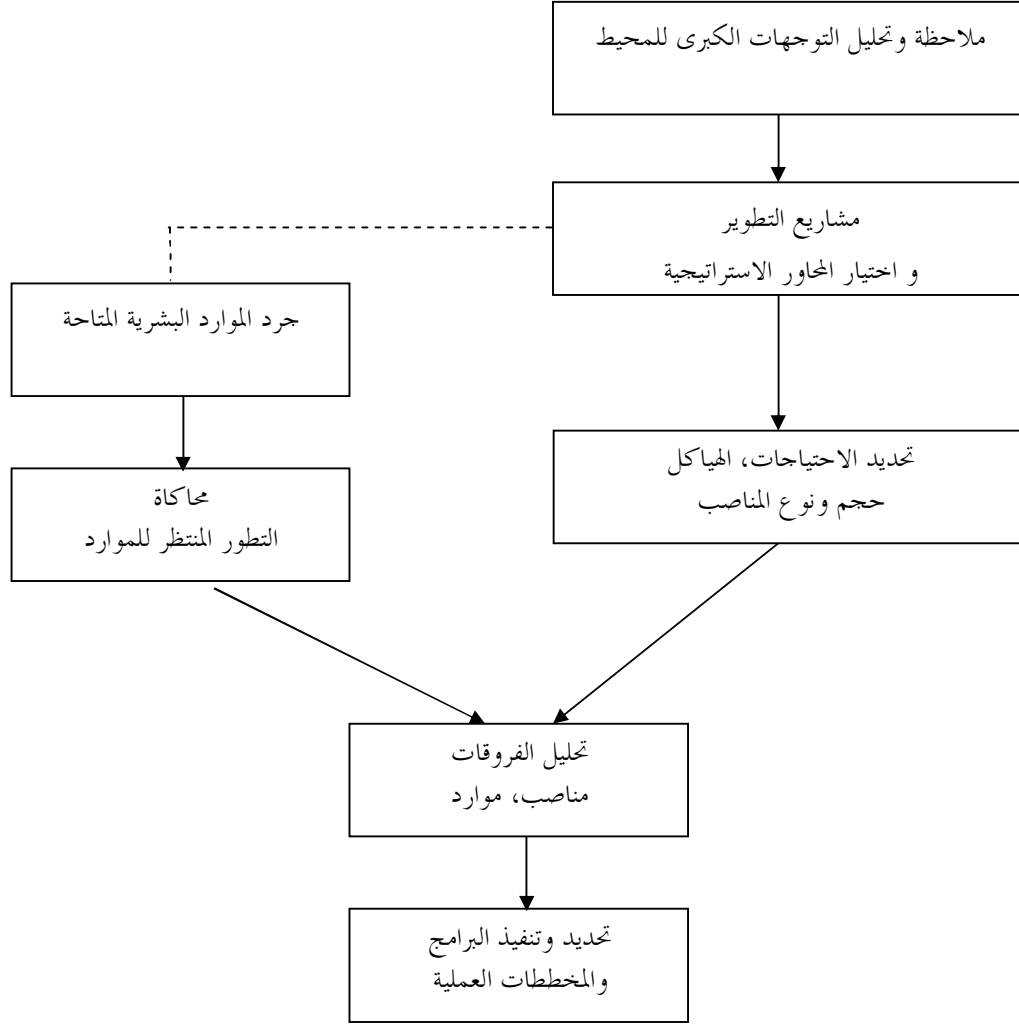 ملاحظة وتحليل التوجهات الكبرى للمحيط
مشاريع التطوير
و اختيار المحاور الاستراتيجية
جرد الموارد البشرية المتاحة
تحديد الاحتياجات، الهياكل
حجم ونوع المناصب
محاكاة
التطور المنتظر للموارد
تحليل الفروقات
مناصب، موارد
تحديد وتنفيذ البرامج
والمخططات العملية